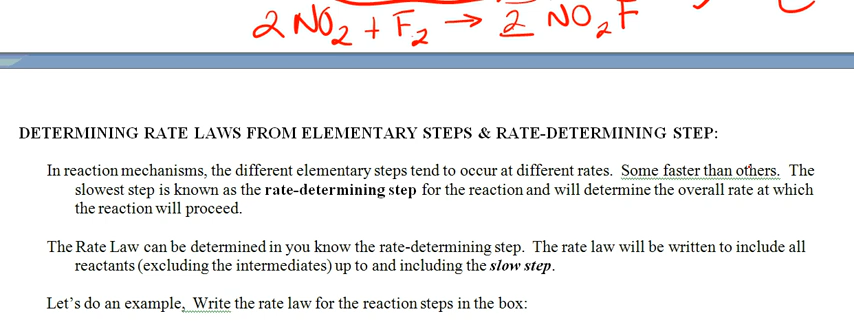 2 NO₂ + F₂ → 2 NO₂F
DETERMINING RATE LAWS FROM ELEMENTARY STEPS & RATE-DETERMINING STEP:
In reaction mechanisms, the different elementary steps tend to occur at different rates.  Some faster than others.  The
slowest step is known as the rate-determining step for the reaction and will determine the overall rate at which
the reaction will proceed.
The Rate Law can be determined in you know the rate-determining step.  The rate law will be written to include all
reactants (excluding the intermediates) up to and including the slow step.
Let's do an example,  Write the rate law for the reaction steps in the box: